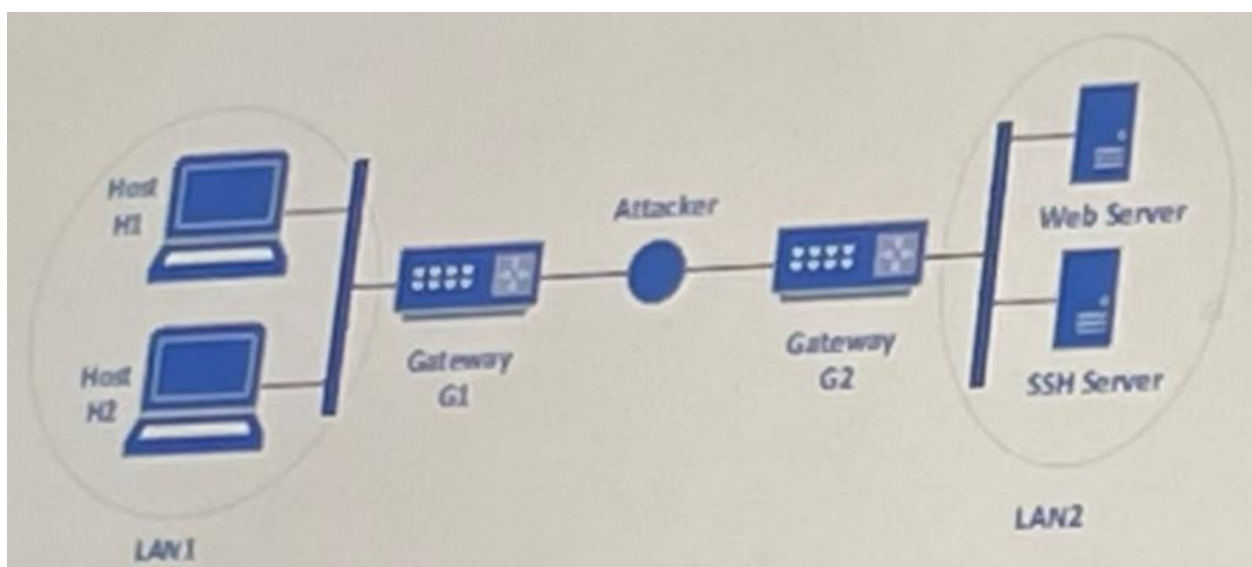 Host
H1
Attacker
Web Server
Gateway
G1
Gateway
G2
Host
H2
SSH Server
LAN1
LAN2